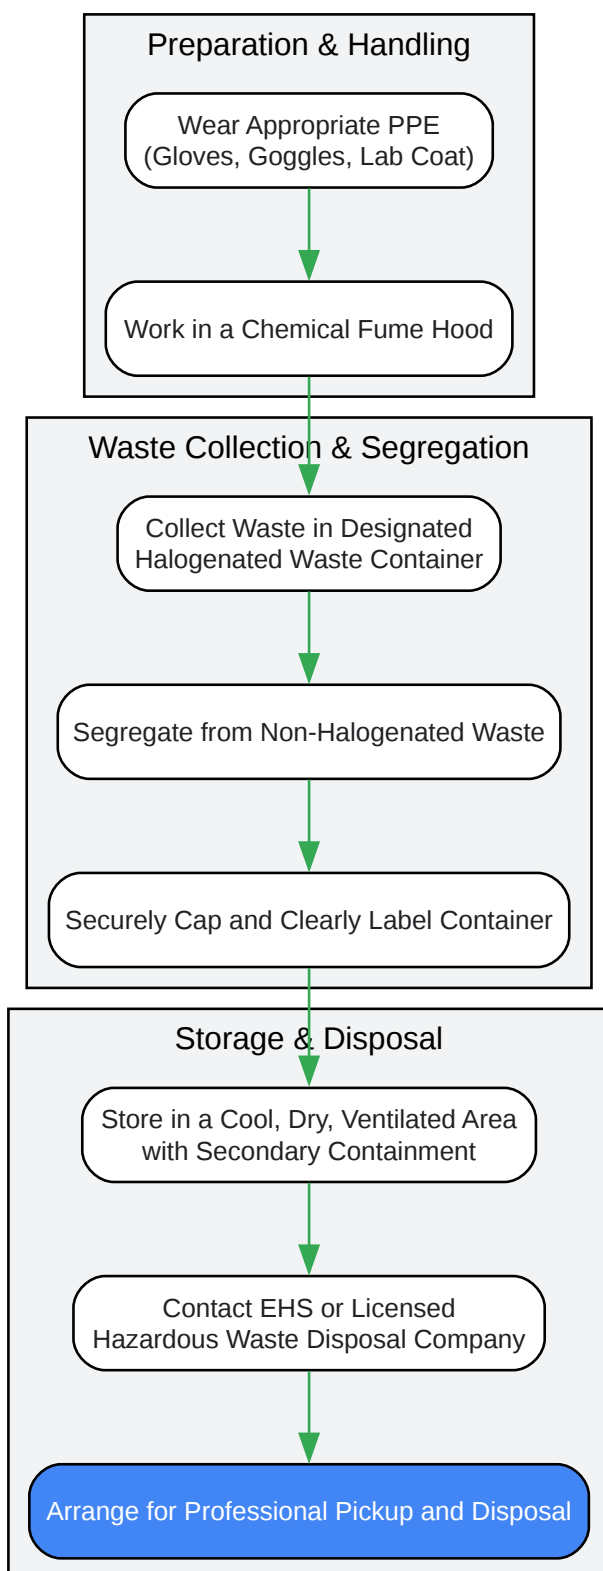 Preparation & Handling
Wear Appropriate PPE
(Gloves, Goggles, Lab Coat)
Work in a Chemical Fume Hood
Waste Collection & Segregation
Collect Waste in Designated
Halogenated Waste Container
Segregate from Non-Halogenated Waste
Securely Cap and Clearly Label Container
Storage & Disposal
Store in a Cool, Dry, Ventilated Area
with Secondary Containment
Contact EHS or Licensed
Hazardous Waste Disposal Company
Arrange for Professional Pickup and Disposal